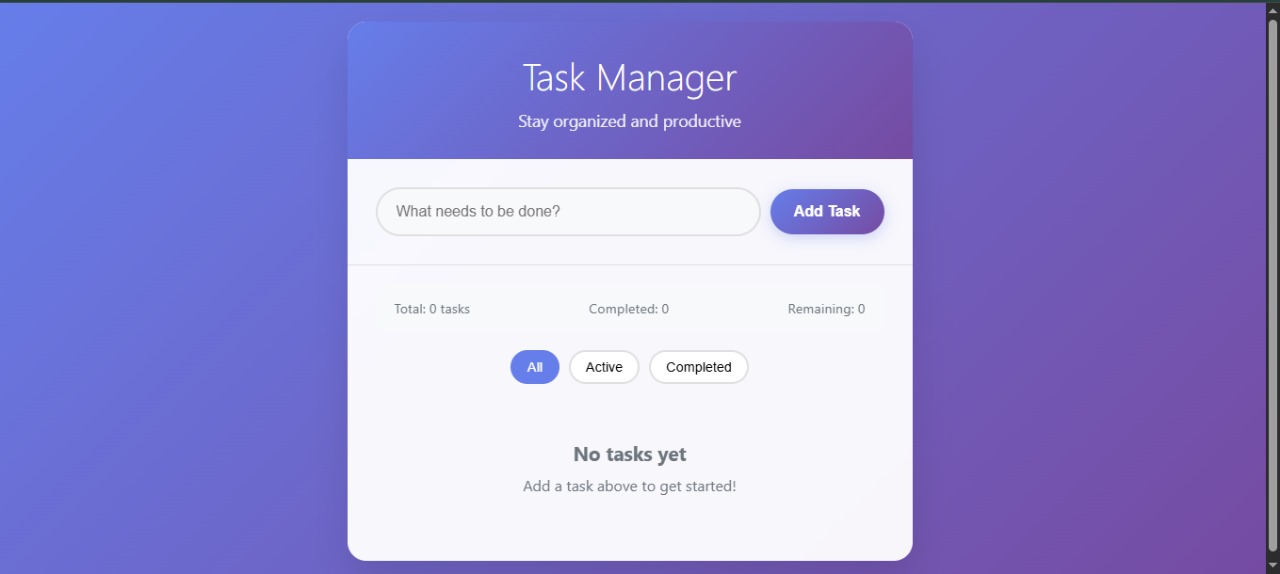 Task Manager
Stay organized and productive
What needs to be done?
Add Task
Total: 0 tasks
Completed: 0
Remaining: 0
All
Active
Completed
No tasks yet
Add a task above to get started!